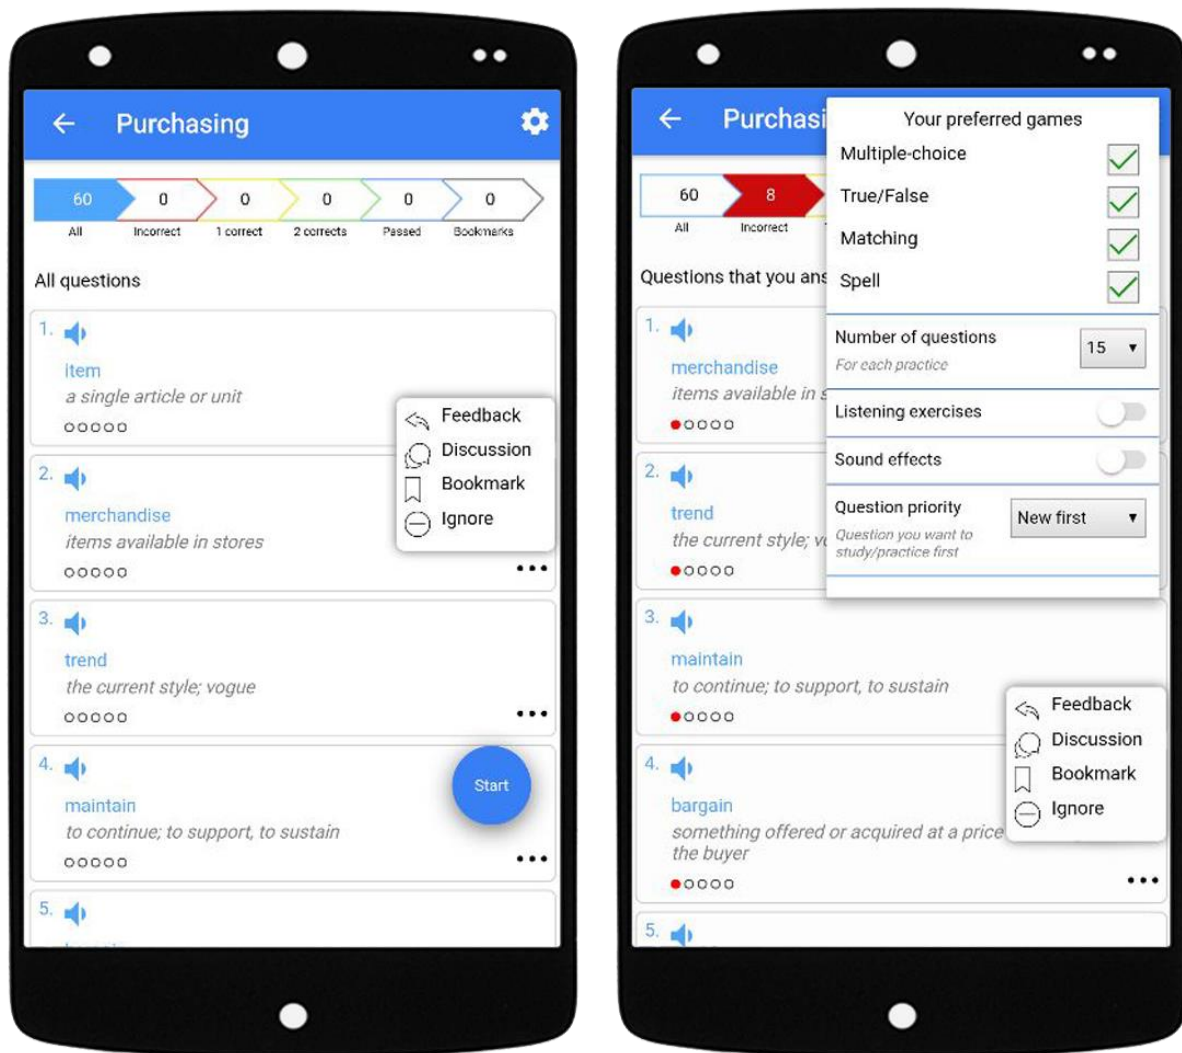 Purchasing
60 0 0 0 0 0
All Incorrect 1 correct 2 corrects Passed Bookmarks
All questions
1.
item
a single article or unit
Feedback
Discussion
Bookmark
Ignore
2.
merchandise
items available in stores
3.
trend
the current style; vogue
4.
maintain
to continue; to support, to sustain
Start
5.
Purchasi
60 8
All Incorrect
Questions that you ans
Your preferred games
Multiple-choice
True/False
Matching
Spell
Number of questions
For each practice
15
Listening exercises
Sound effects
Question priority
Question you want to
study/practice first
New first
1.
merchandise
items available in s
2.
trend
the current style; v
3.
maintain
to continue; to support, to sustain
Feedback
Discussion
Bookmark
Ignore
4.
bargain
something offered or acquired at a price
the buyer
5.